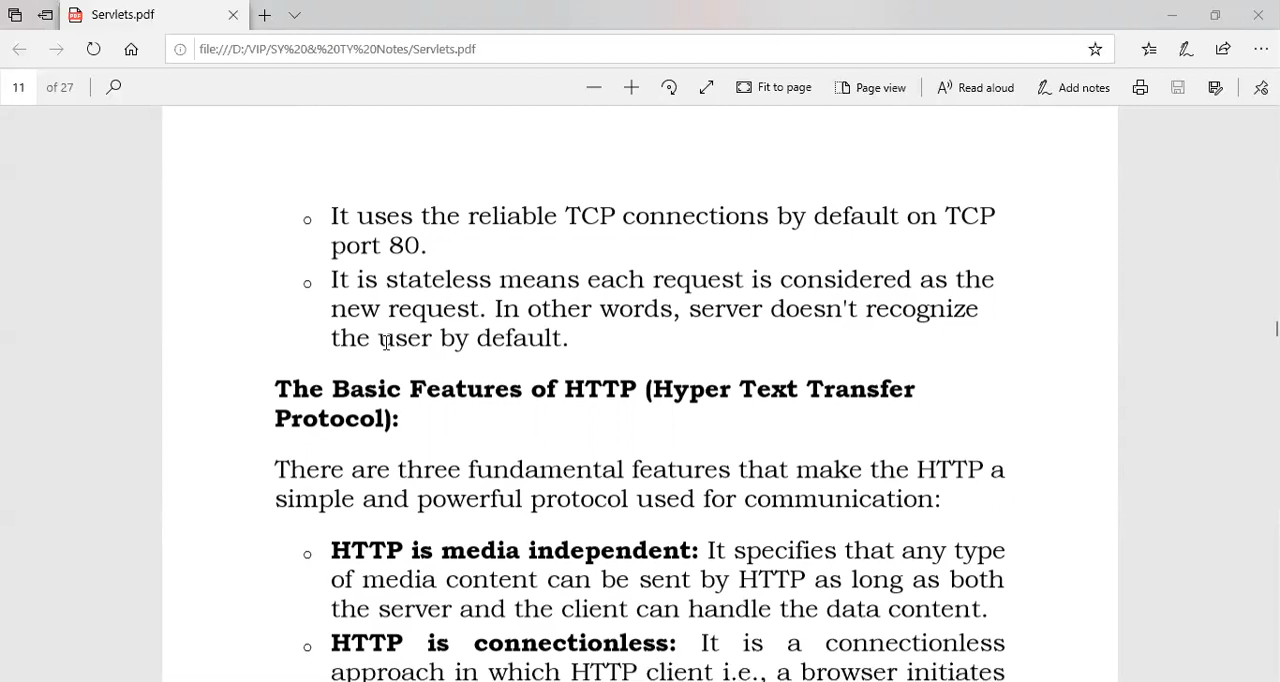 Servlets.pdf
file:///D:/VIP/SY%20&%20TY%20Notes/Servlets.pdf
11 of 27 Fit to page Page view Read aloud Add notes
o It uses the reliable TCP connections by default on TCP
port 80.
o It is stateless means each request is considered as the
new request. In other words, server doesn't recognize
the user by default.
The Basic Features of HTTP (Hyper Text Transfer
Protocol):
There are three fundamental features that make the HTTP a
simple and powerful protocol used for communication:
o HTTP is media independent: It specifies that any type
of media content can be sent by HTTP as long as both
the server and the client can handle the data content.
o HTTP is connectionless: It is a connectionless
approach in which HTTP client i.e., a browser initiates